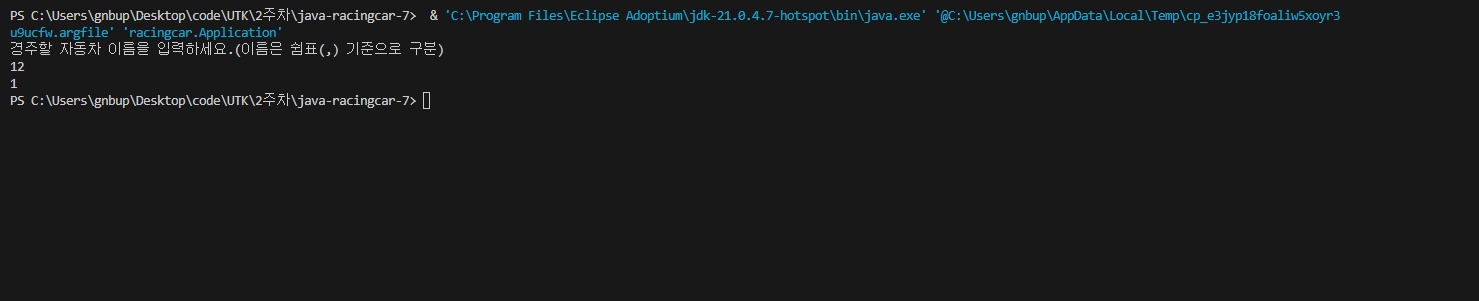 PS C:\Users\gnbup\Desktop\code\UTK\2주차\java-racingcar-7>  & 'C:\Program Files\Eclipse Adoptium\jdk-21.0.4.7-hotspot\bin\java.exe' '@C:\Users\gnbup\AppData\Local\Temp\cp_e3jyp18foaliw5xoyr3
u9ucfw.argfile' 'racingcar.Application'
경주할 자동차 이름을 입력하세요.(이름은 쉼표(,) 기준으로 구분)
12
1
PS C:\Users\gnbup\Desktop\code\UTK\2주차\java-racingcar-7>